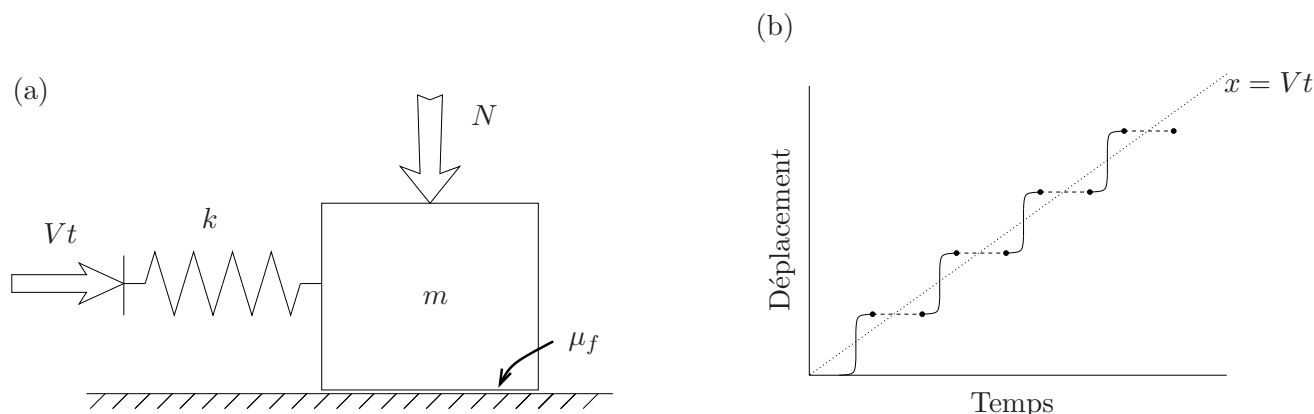 (a)
N
k
Vt
m
μ_f
(b)
x = Vt
Déplacement
Temps